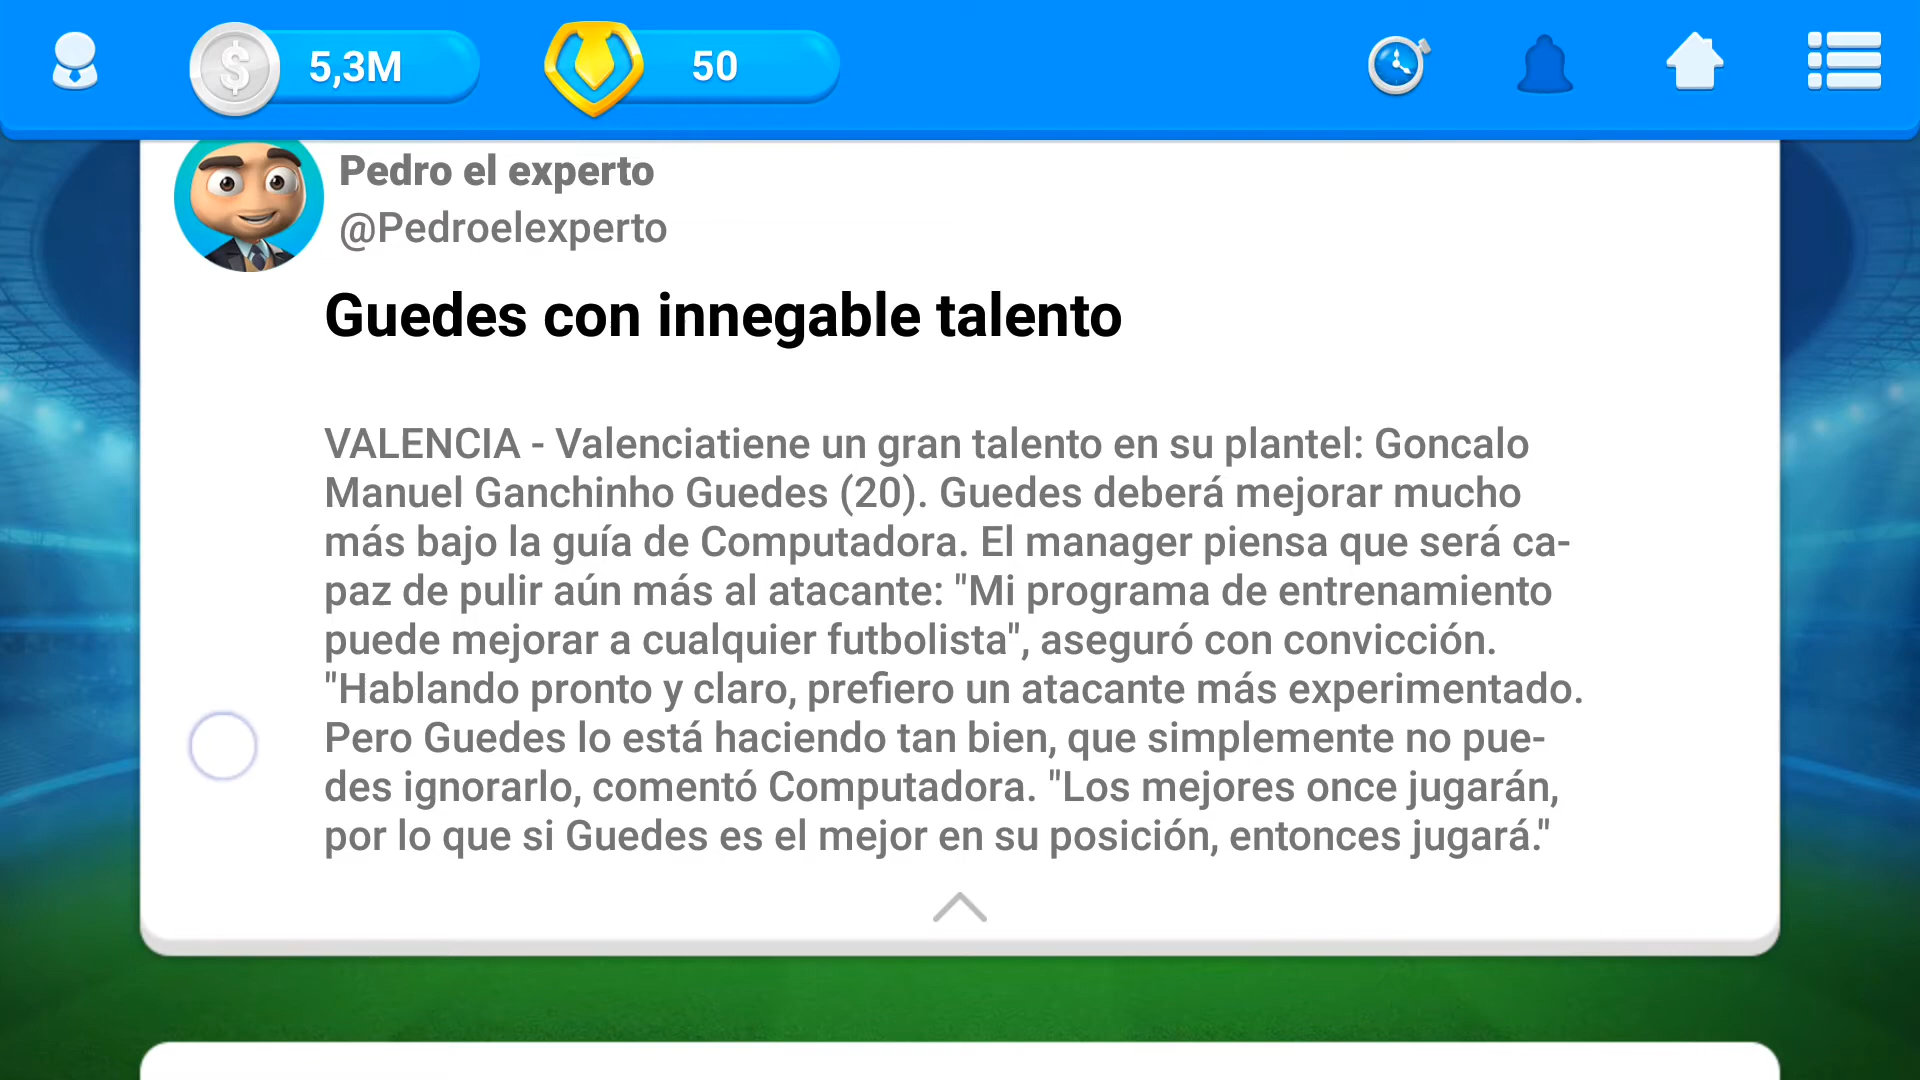 5,3M
50
Pedro el experto
@Pedroelexperto
Guedes con innegable talento
VALENCIA - Valenciatiene un gran talento en su plantel: Goncalo
Manuel Ganchinho Guedes (20). Guedes deberá mejorar mucho
más bajo la guía de Computadora. El manager piensa que será ca-
paz de pulir aún más al atacante: "Mi programa de entrenamiento
puede mejorar a cualquier futbolista", aseguró con convicción.
"Hablando pronto y claro, prefiero un atacante más experimentado.
Pero Guedes lo está haciendo tan bien, que simplemente no pue-
des ignorarlo, comentó Computadora. "Los mejores once jugarán,
por lo que si Guedes es el mejor en su posición, entonces jugará."